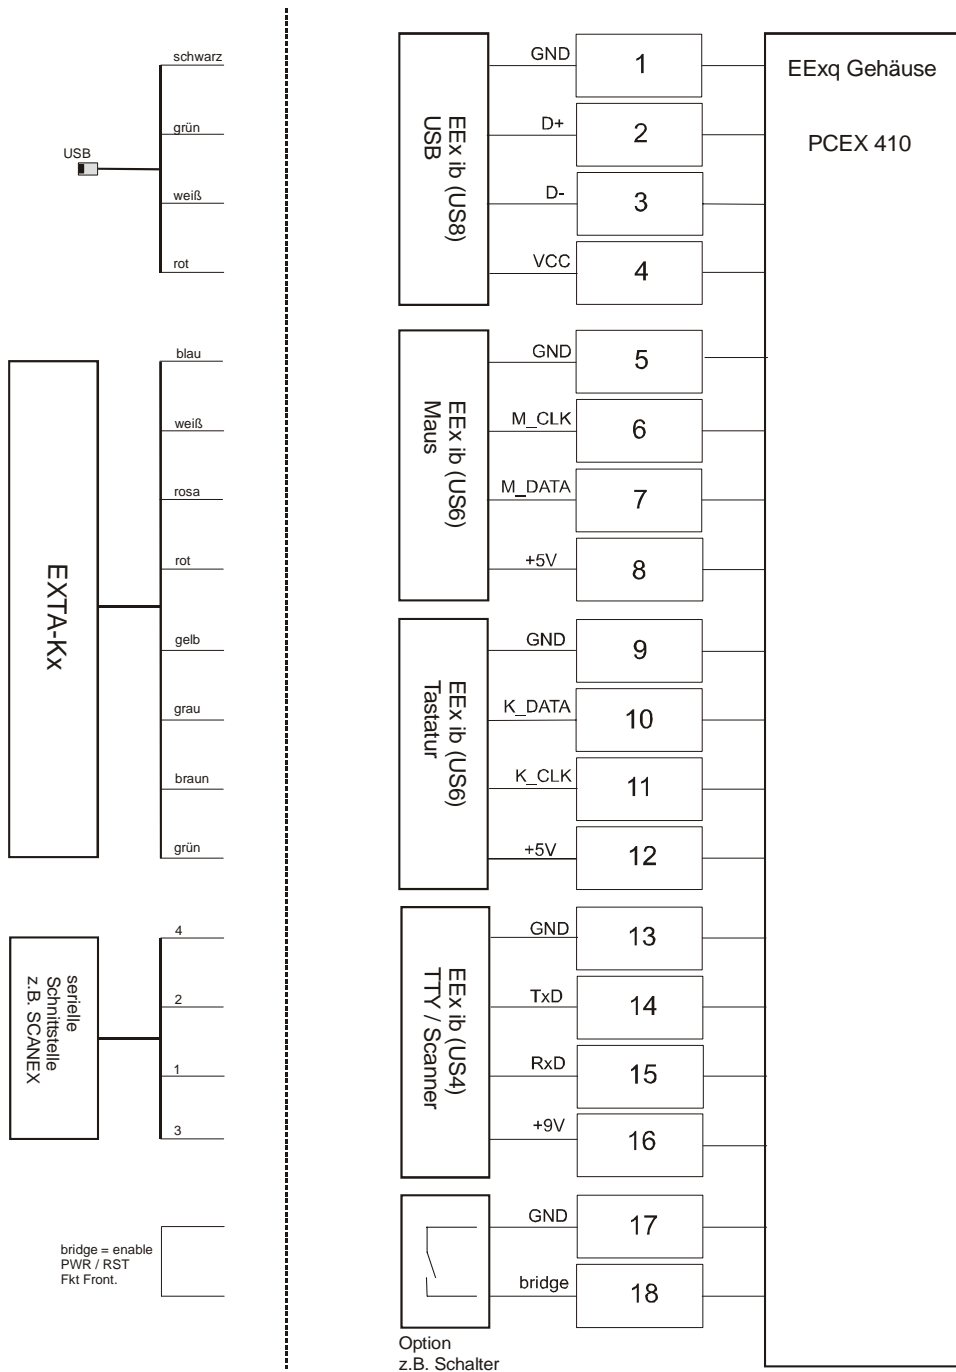 schwarz
grün
USB
weiß
rot
EEx ib (US8)
USB
GND
1
D+
2
D-
3
VCC
4
EExq Gehäuse
PCEX 410
EXTA-Kx
blau
weiß
rosa
rot
gelb
grau
braun
grün
EEx ib (US6)
Maus
GND
5
M_CLK
6
M_DATA
7
+5V
8
EEx ib (US6)
Tastatur
GND
9
K_DATA
10
K_CLK
11
+5V
12
serielle
Schnittstelle
z.B. SCANEX
4
2
1
3
EEx ib (US4)
TTY / Scanner
GND
13
TxD
14
RxD
15
+9V
16
bridge = enable
PWR / RST
Fkt Front.
GND
17
bridge
18
Option
z.B. Schalter